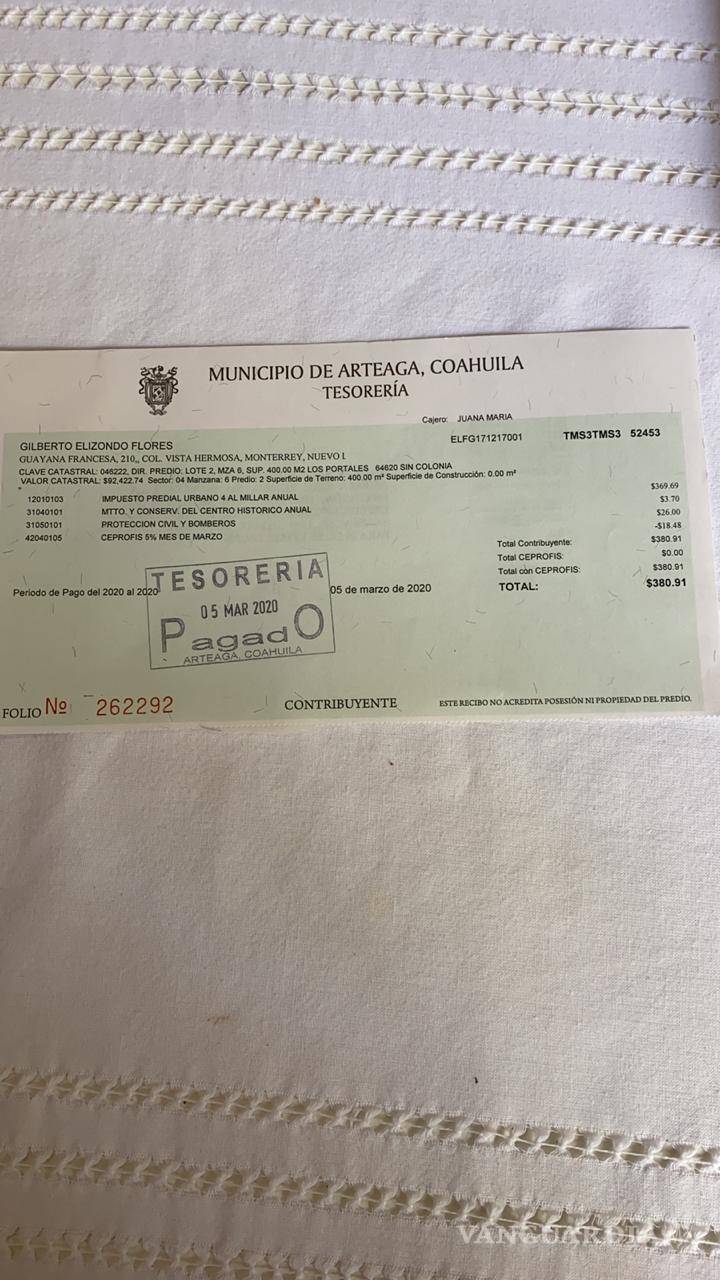 MUNICIPIO DE ARTEAGA, COAHUILA
TESORERÍA
Cajero: JUANA MARIA
GILBERTO ELIZONDO FLORES ELFG171217001 TMS3TMS3 52453
GUAYANA FRANCESA, 210,, COL. VISTA HERMOSA, MONTERREY, NUEVO L
CLAVE CATASTRAL: 046222, DIR. PREDIO: LOTE 2, MZA 6, SUP. 400.00 M2 LOS PORTALES 64620 SIN COLONIA
VALOR CATASTRAL: $92,422.74 Sector: 04 Manzana: 6 Predio: 2 Superficie de Terreno: 400.00 m² Superficie de Construcción: 0.00 m²
12010103 IMPUESTO PREDIAL URBANO 4 AL MILLAR ANUAL $369.69
31040101 MTTO. Y CONSERV. DEL CENTRO HISTORICO ANUAL $3.70
31050101 PROTECCION CIVIL Y BOMBEROS $26.00
42040105 CEPROFIS 5% MES DE MARZO -$18.48
Total Contribuyente: $380.91
Total CEPROFIS: $0.00
Total con CEPROFIS: $380.91
TOTAL: $380.91
Periodo de Pago del 2020 al 2020 05 de marzo de 2020
TESORERIA
05 MAR 2020
PagadO
ARTEAGA, COAHUILA
FOLIO Nº 262292 CONTRIBUYENTE ESTE RECIBO NO ACREDITA POSESIÓN NI PROPIEDAD DEL PREDIO.
VANGUARDIA